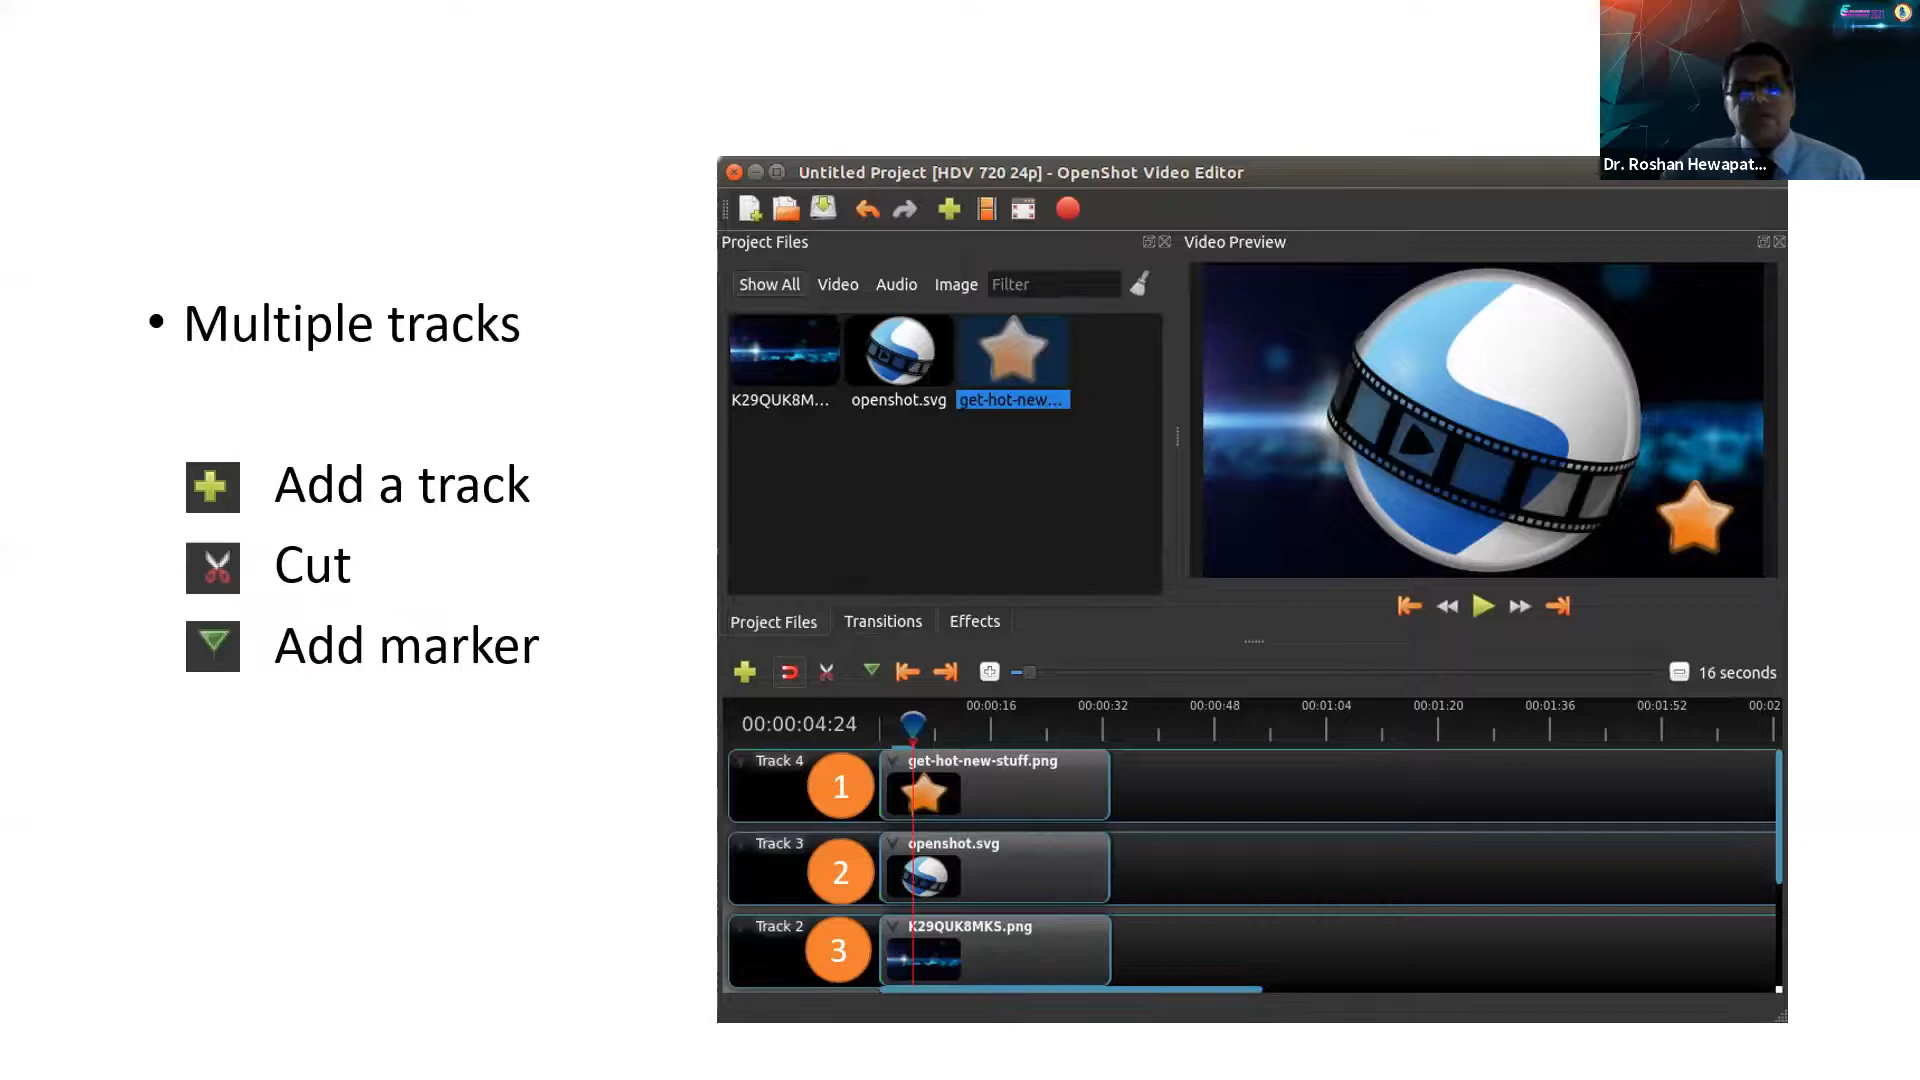 Dr. Roshan Hewapat...
Untitled Project [HDV 720 24p] - OpenShot Video Editor
Project Files
Video Preview
Show All Video Audio Image Filter
K29QUK8M... openshot.svg get-hot-new...
• Multiple tracks
Add a track
Cut
Add marker
Project Files Transitions Effects
16 seconds
00:00:04:24
00:00:16 00:00:32 00:00:48 00:01:04 00:01:20 00:01:36 00:01:52 00:02
Track 4 1 get-hot-new-stuff.png
Track 3 2 openshot.svg
Track 2 3 K29QUK8MKS.png